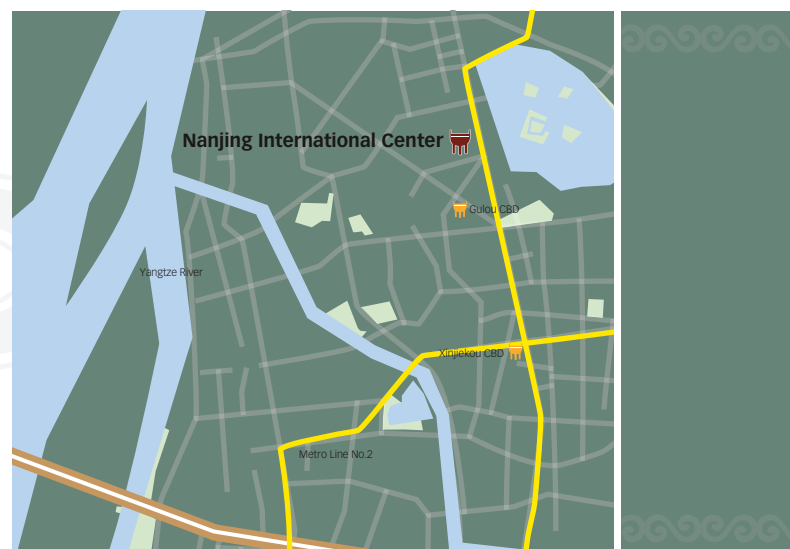 Nanjing International Center
Gulou CBD
Yangtze River
Xinjiekou CBD
Metro Line No.2